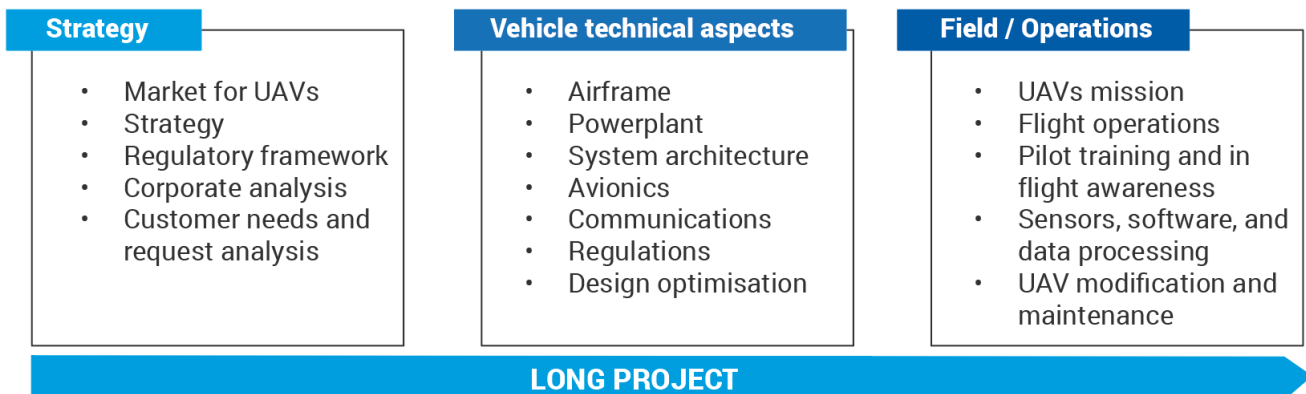 Strategy
• Market for UAVs
• Strategy
• Regulatory framework
• Corporate analysis
• Customer needs and
request analysis
Vehicle technical aspects
• Airframe
• Powerplant
• System architecture
• Avionics
• Communications
• Regulations
• Design optimisation
Field / Operations
• UAVs mission
• Flight operations
• Pilot training and in
flight awareness
• Sensors, software, and
data processing
• UAV modification and
maintenance
LONG PROJECT